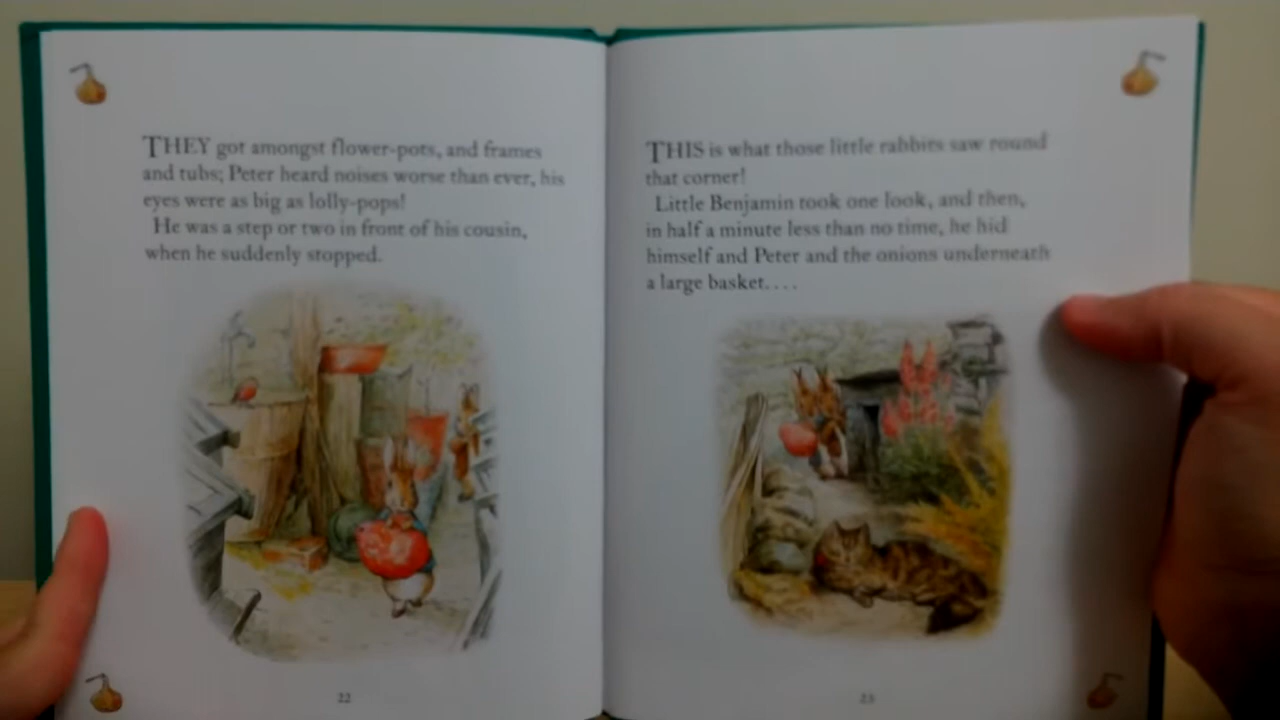 THEY got amongst flower-pots, and frames
and tubs; Peter heard noises worse than ever, his
eyes were as big as lolly-pops!
He was a step or two in front of his cousin,
when he suddenly stopped.
22
THIS is what those little rabbits saw round
that corner!
Little Benjamin took one look, and then,
in half a minute less than no time, he hid
himself and Peter and the onions underneath
a large basket....
23